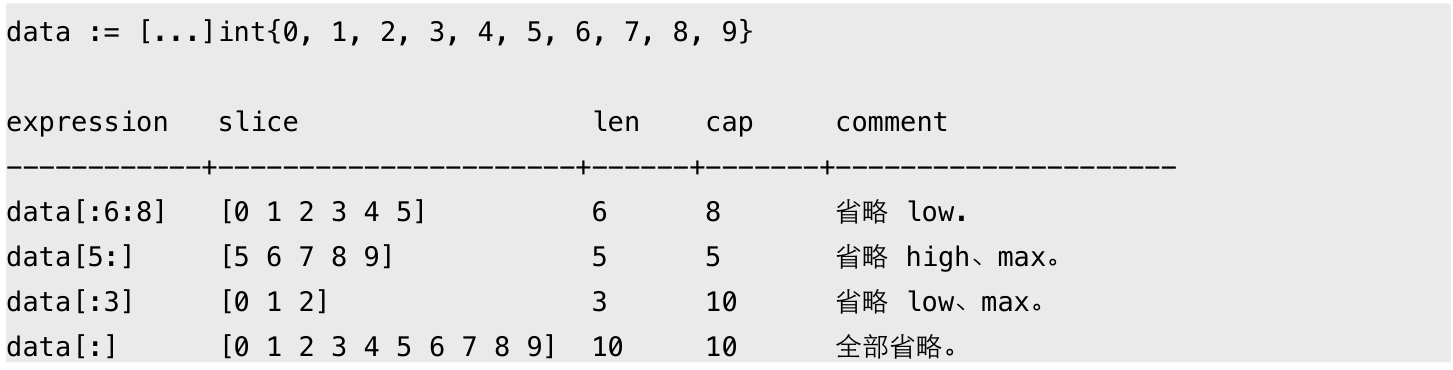 data := [...]int{0, 1, 2, 3, 4, 5, 6, 7, 8, 9}
expression   slice                  len    cap    comment
------------+----------------------+------+-------+---------------------
data[:6:8]   [0 1 2 3 4 5]          6      8      省略 low.
data[5:]     [5 6 7 8 9]            5      5      省略 high、max。
data[:3]     [0 1 2]                3      10     省略 low、max。
data[:]      [0 1 2 3 4 5 6 7 8 9]  10     10     全部省略。